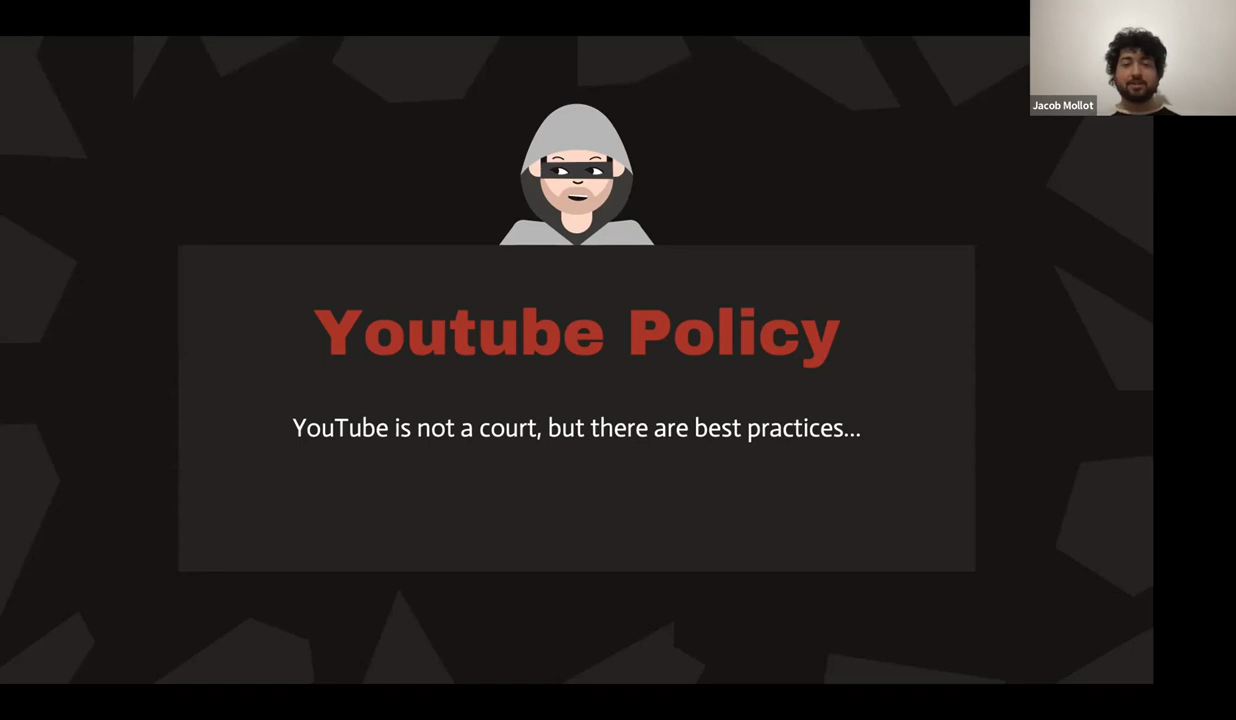 Jacob Mollot
Youtube Policy
YouTube is not a court, but there are best practices...